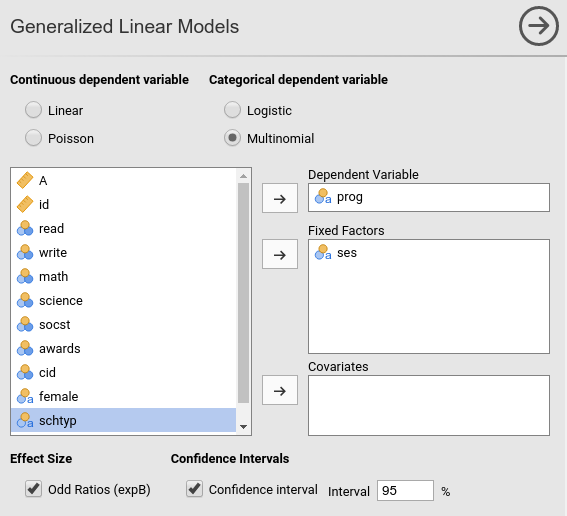 Generalized Linear Models
Continuous dependent variable
Categorical dependent variable
Linear
Logistic
Poisson
Multinomial
A
id
read
write
math
science
socst
awards
cid
a female
a schtyp
Dependent Variable
a prog
Fixed Factors
a ses
Covariates
Effect Size
Confidence Intervals
Odd Ratios (expB)
Confidence interval
Interval 95 %